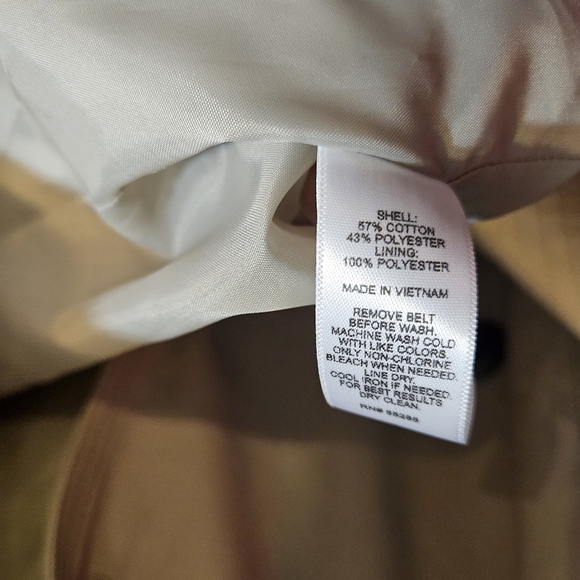 SHELL:
57% COTTON
43% POLYESTER
LINING:
100% POLYESTER
MADE IN VIETNAM
REMOVE BELT
BEFORE WASH.
MACHINE WASH COLD
WITH LIKE COLORS.
ONLY NON-CHLORINE
BLEACH WHEN NEEDED.
LINE DRY.
COOL IRON IF NEEDED.
FOR BEST RESULTS
DRY CLEAN.
RN#